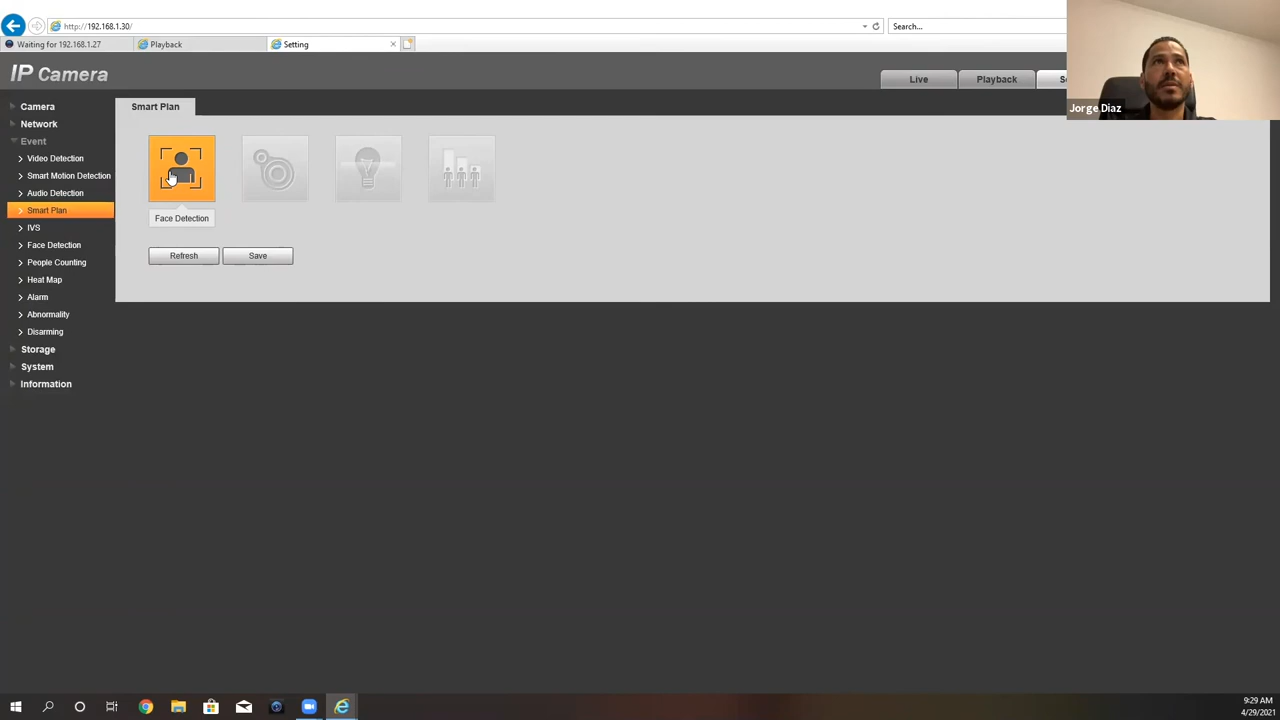 http://192.168.1.30/
Search...
Waiting for 192.168.1.27
Playback
Setting
IP Camera
Live
Playback
Jorge Diaz
Camera
Network
Event
Video Detection
Smart Motion Detection
Audio Detection
Smart Plan
IVS
Face Detection
People Counting
Heat Map
Alarm
Abnormality
Disarming
Storage
System
Information
Smart Plan
Face Detection
Refresh
Save
9:29 AM
4/29/2021